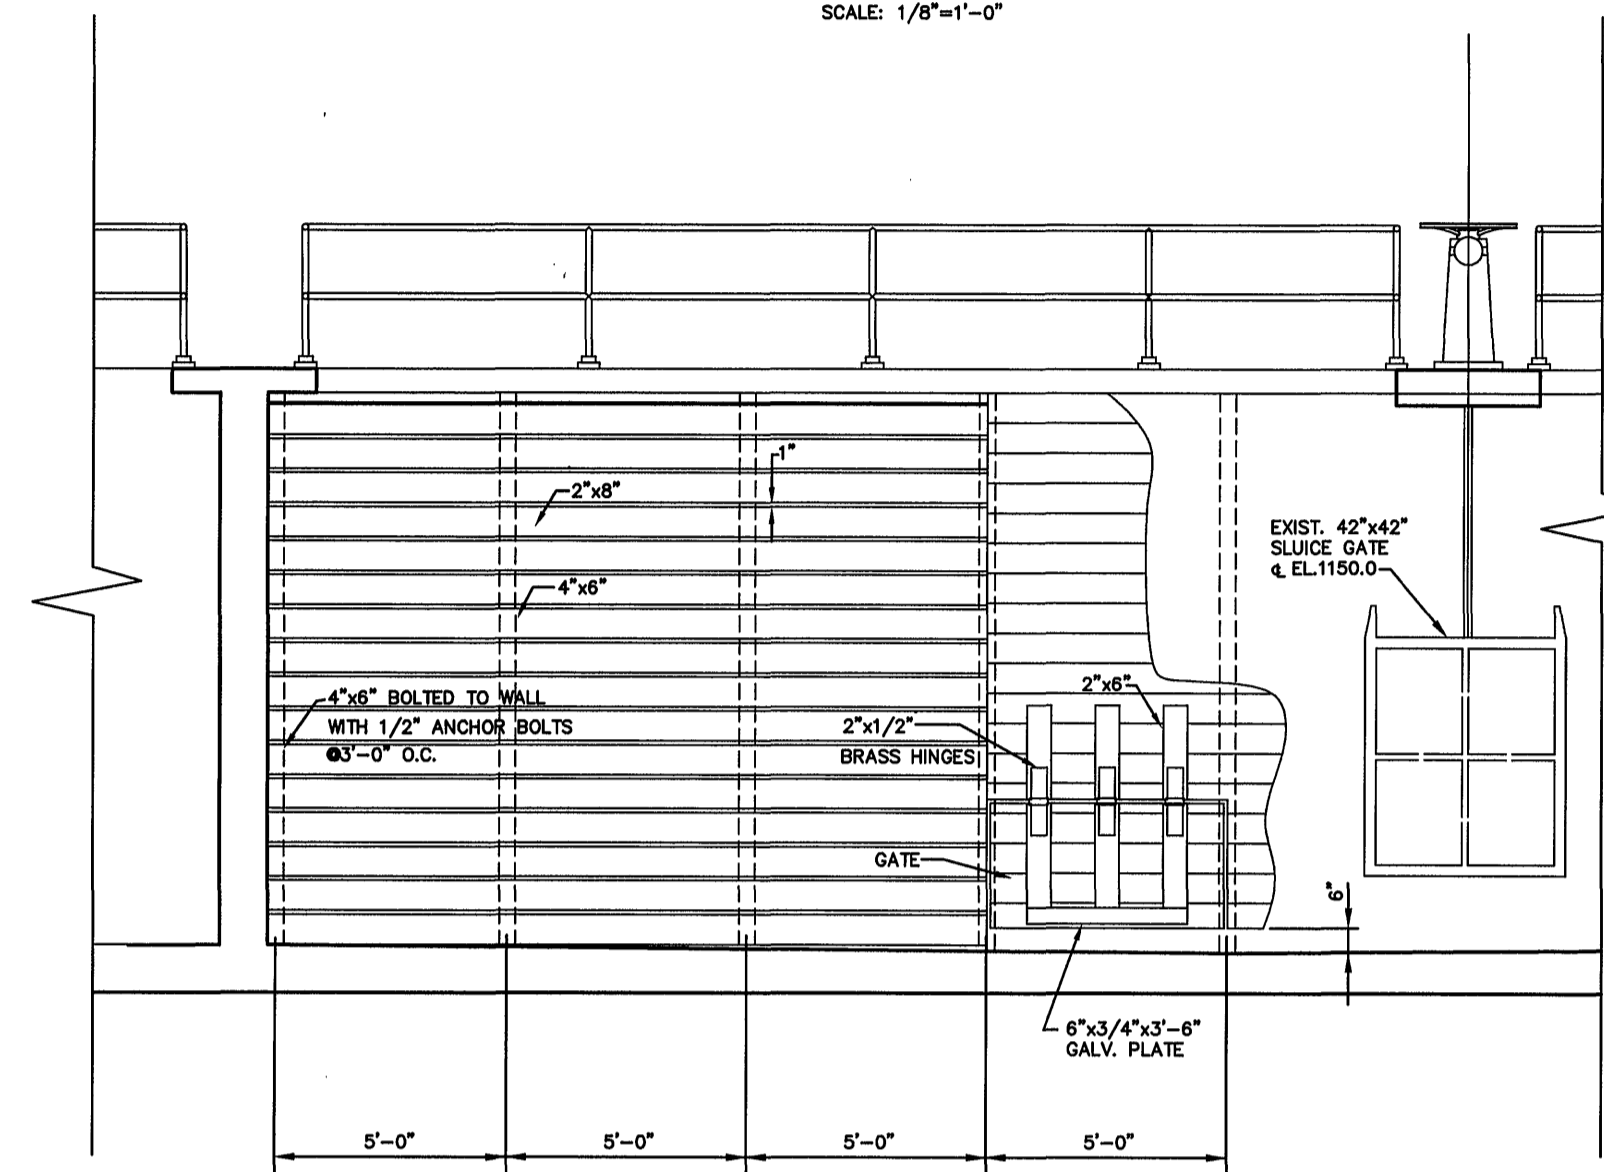 SCALE: 1/8"=1'-0"
1"
2"x8"
EXIST. 42"x42"
SLUICE GATE
℄ EL.1150.0
4"x6"
4"x6" BOLTED TO WALL
WITH 1/2" ANCHOR BOLTS
@3'-0" O.C.
2"x6"
2"x1/2"
BRASS HINGES
GATE
6"
6"x3/4"x3'-6"
GALV. PLATE
5'-0"
5'-0"
5'-0"
5'-0"